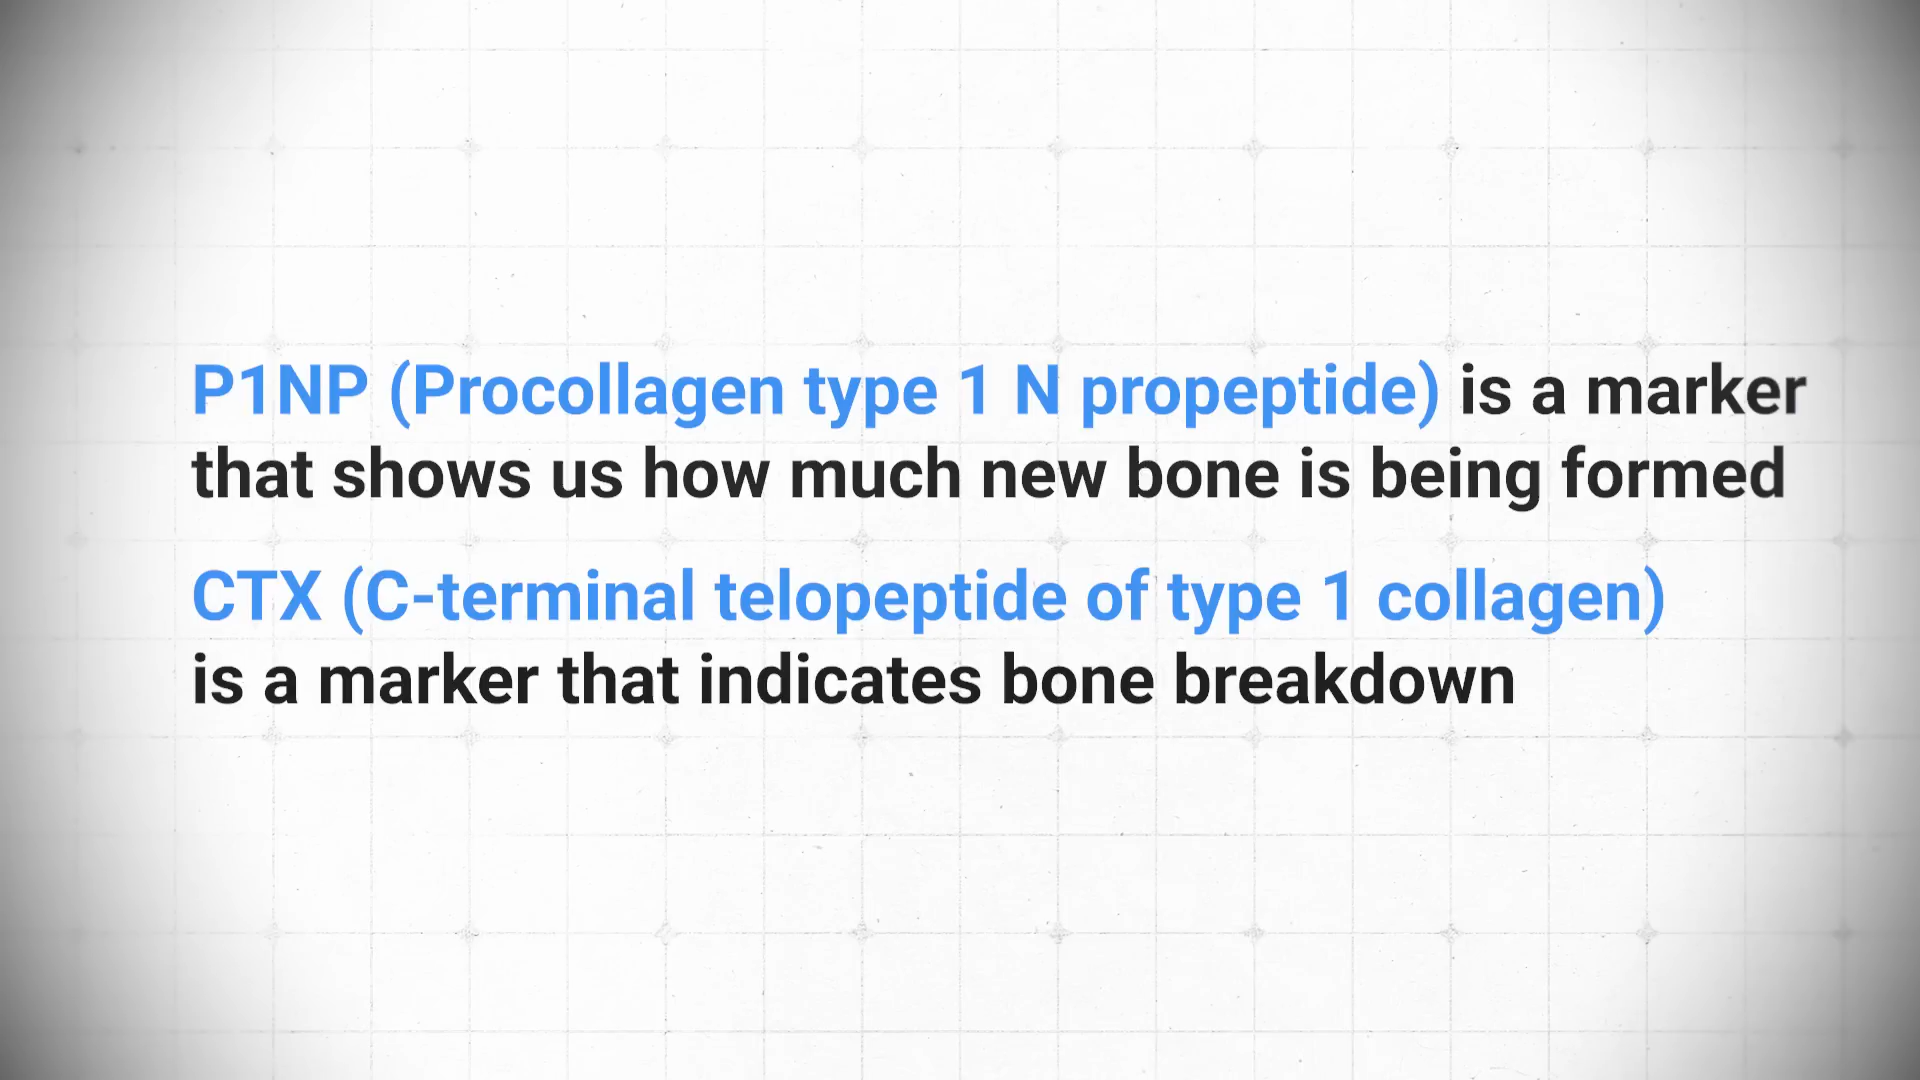 P1NP (Procollagen type 1 N propeptide) is a marker
that shows us how much new bone is being formed
CTX (C-terminal telopeptide of type 1 collagen)
is a marker that indicates bone breakdown